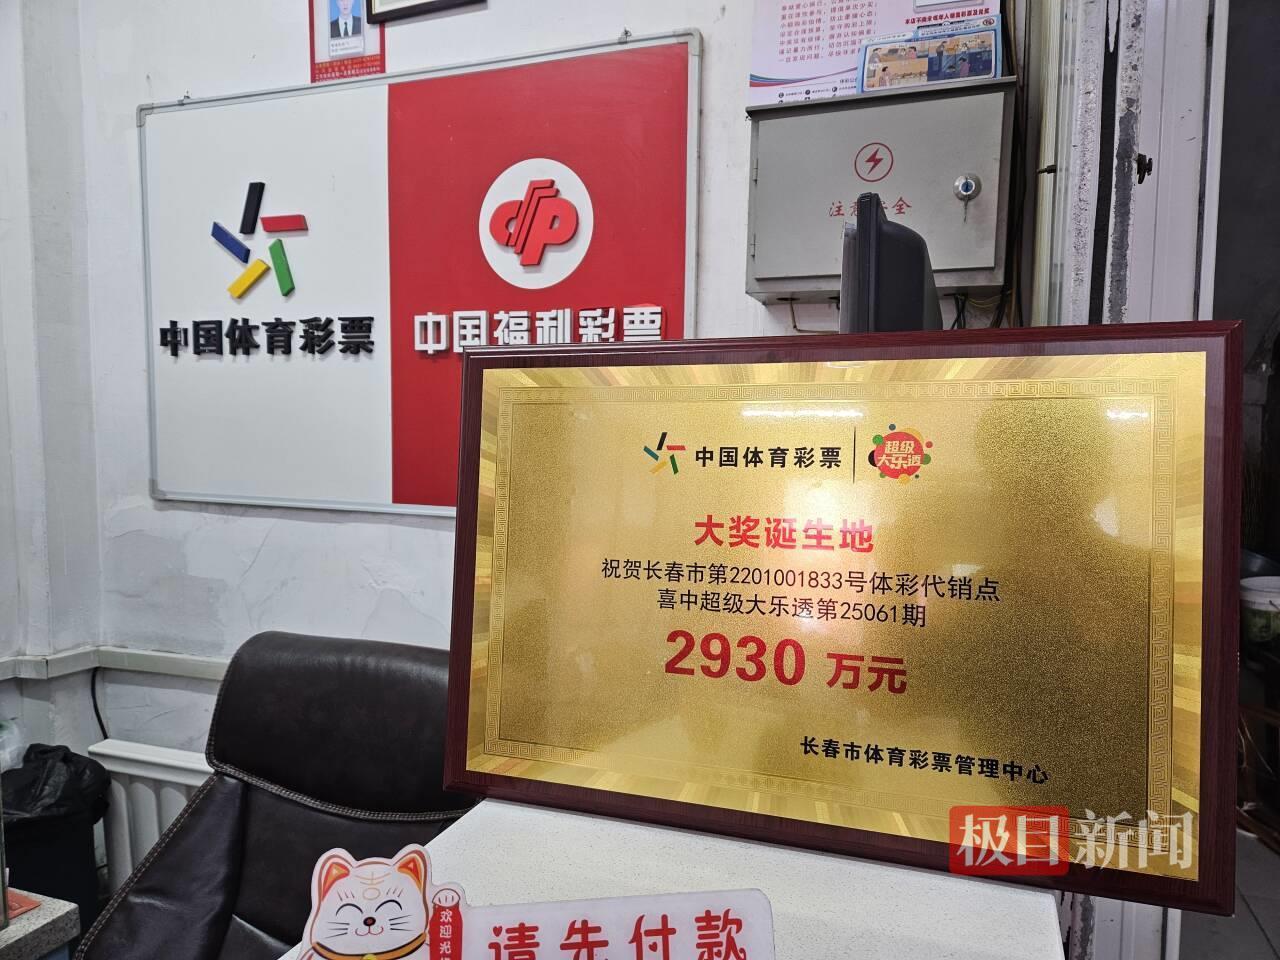 中国体育彩票
中国福利彩票
注意安全
中国体育彩票
超级
大乐透
大奖诞生地
祝贺长春市第2201001833号体彩代销点
喜中超级大乐透第25061期
2930 万元
长春市体育彩票管理中心
极目新闻
欢迎光临
请先付款